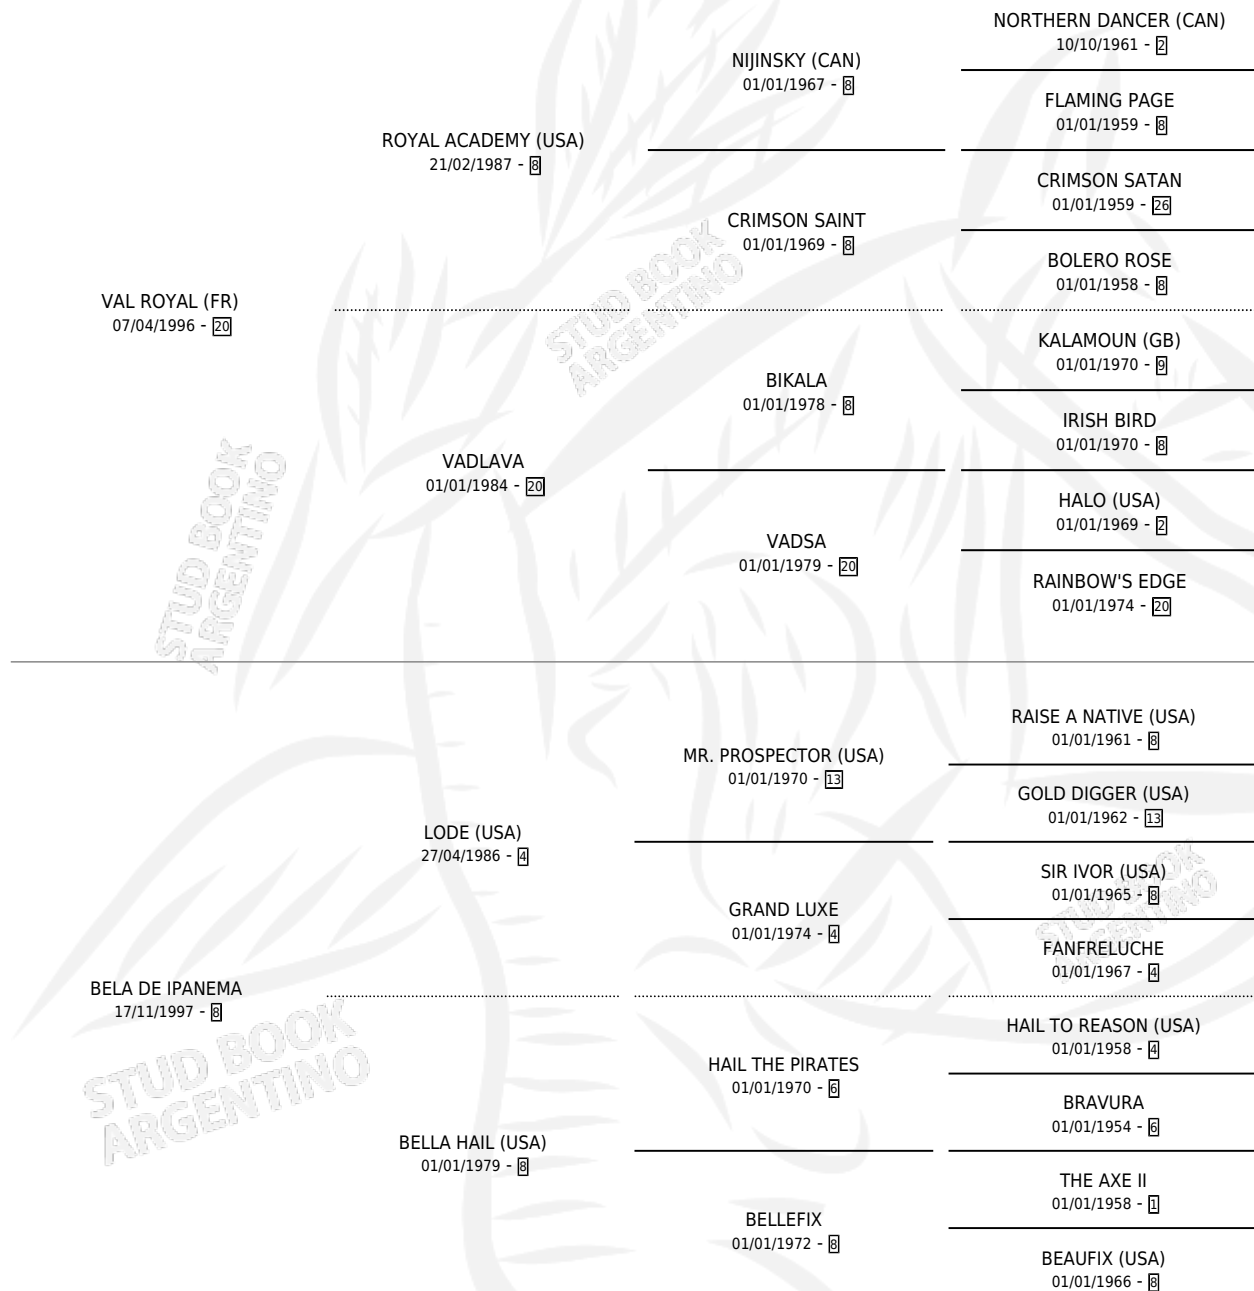 NORTHERN DANCER (CAN)
10/10/1961 - 2
NIJINSKY (CAN)
01/01/1967 - 8
FLAMING PAGE
01/01/1959 - 8
ROYAL ACADEMY (USA)
21/02/1987 - 8
CRIMSON SATAN
01/01/1959 - 26
CRIMSON SAINT
01/01/1969 - 8
BOLERO ROSE
01/01/1958 - 8
VAL ROYAL (FR)
07/04/1996 - 20
KALAMOUN (GB)
01/01/1970 - 9
BIKALA
01/01/1978 - 8
IRISH BIRD
01/01/1970 - 8
VADLAVA
01/01/1984 - 20
HALO (USA)
01/01/1969 - 2
VADSA
01/01/1979 - 20
RAINBOW'S EDGE
01/01/1974 - 20
RAISE A NATIVE (USA)
01/01/1961 - 8
MR. PROSPECTOR (USA)
01/01/1970 - 13
GOLD DIGGER (USA)
01/01/1962 - 13
LODE (USA)
27/04/1986 - 4
SIR IVOR (USA)
01/01/1965 - 8
GRAND LUXE
01/01/1974 - 4
FANFRELUCHE
01/01/1967 - 4
BELA DE IPANEMA
17/11/1997 - 8
HAIL TO REASON (USA)
01/01/1958 - 4
HAIL THE PIRATES
01/01/1970 - 6
BRAVURA
01/01/1954 - 6
BELLA HAIL (USA)
01/01/1979 - 8
THE AXE II
01/01/1958 - 1
BELLEFIX
01/01/1972 - 8
BEAUFIX (USA)
01/01/1966 - 8
STUD BOOK
ARGENTINO
STUD BOOK
ARGENTINO
STUD BOOK
ARGENTINO
STUD BOOK
ARGENTINO